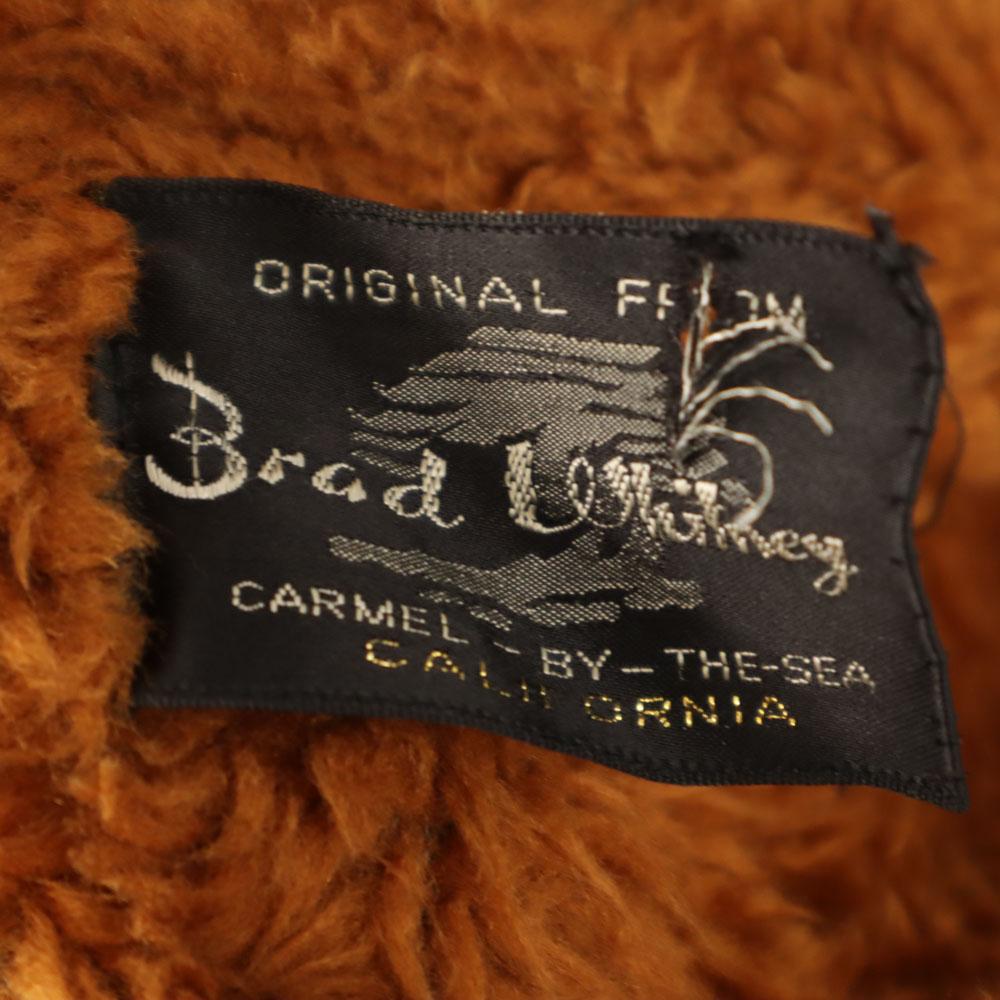 ORIGINAL FROM
Brad Whitney
CARMEL-BY-THE-SEA
CALIFORNIA